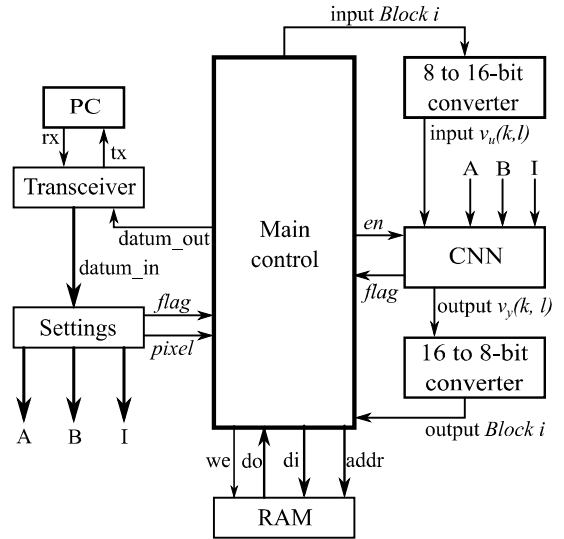 input Block i
8 to 16-bit
converter
PC
rx
tx
input vᵤ(k,l)
Transceiver
A B I
datum_out
Main
control
en
CNN
datum_in
flag
flag
output vᵧ(k, l)
Settings
pixel
16 to 8-bit
converter
A B I
output Block i
we do di addr
RAM